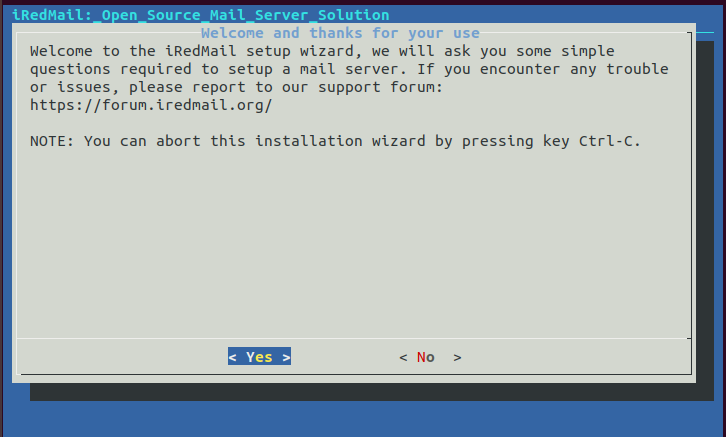 iRedMail:_Open_Source_Mail_Server_Solution
Welcome and thanks for your use
Welcome to the iRedMail setup wizard, we will ask you some simple
questions required to setup a mail server. If you encounter any trouble
or issues, please report to our support forum:
https://forum.iredmail.org/
NOTE: You can abort this installation wizard by pressing key Ctrl-C.
< Yes > < No  >